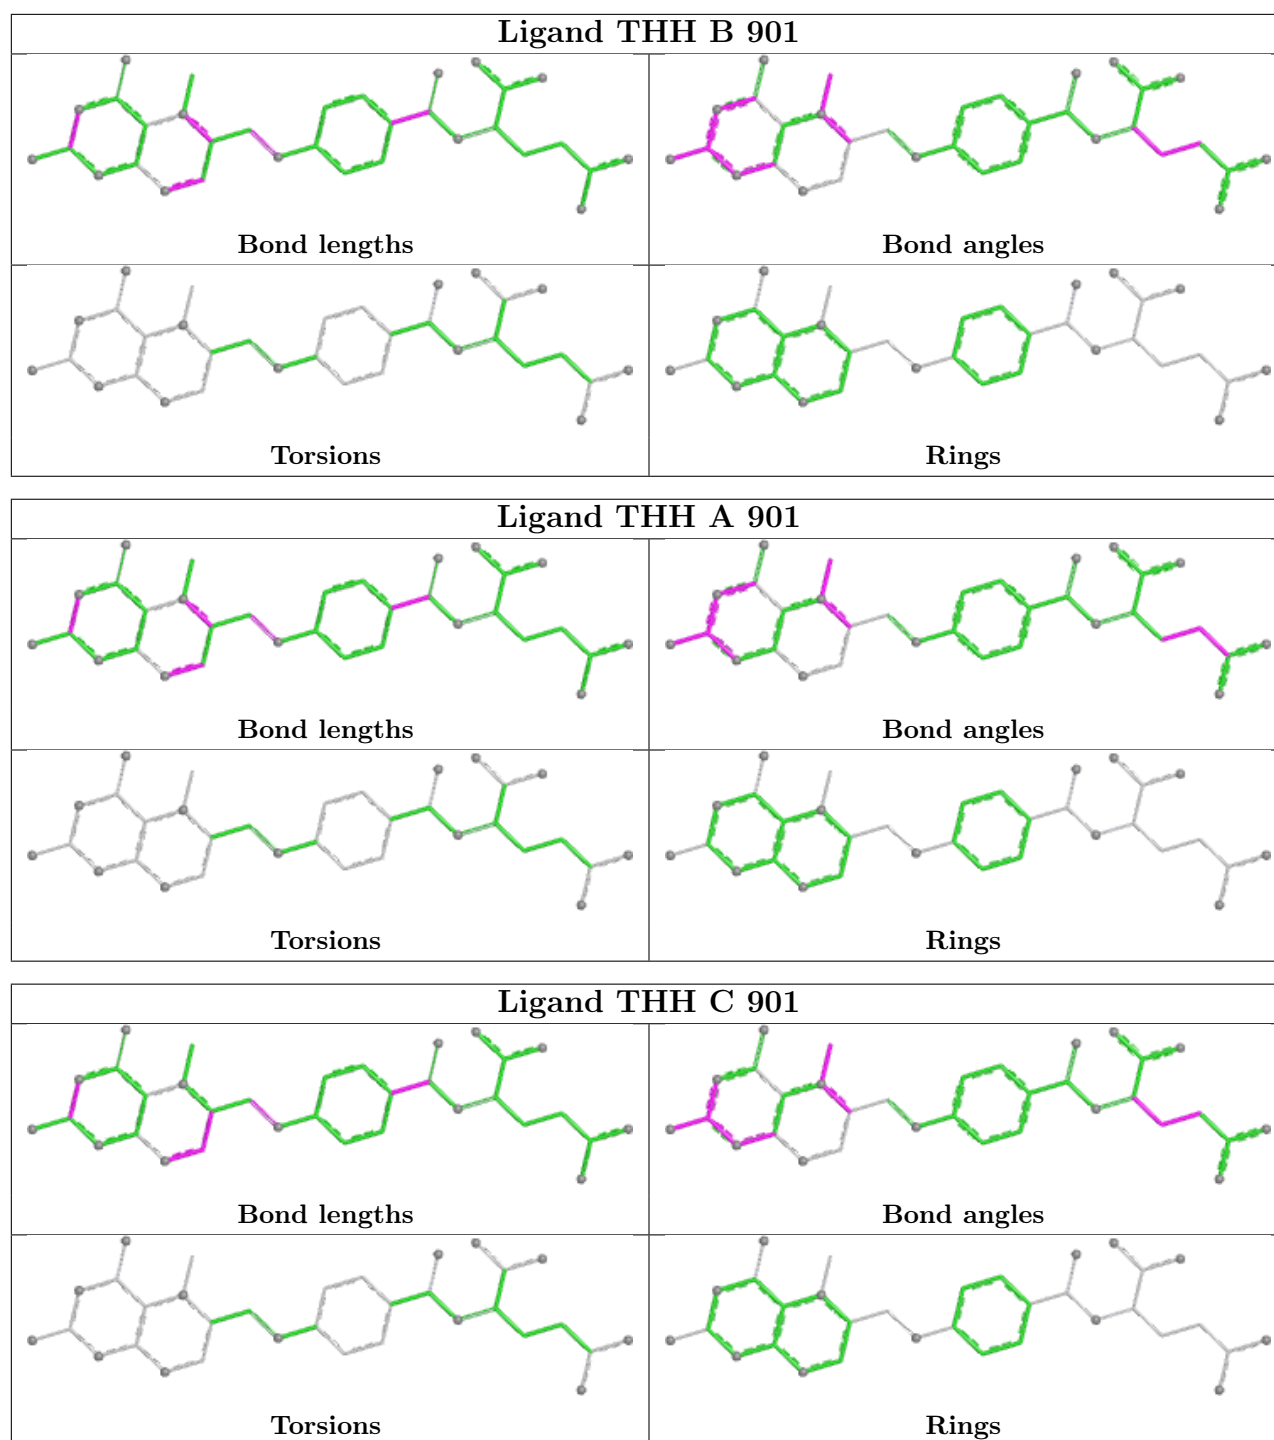 Ligand THH B 901
Bond lengths
Bond angles
Torsions
Rings
Ligand THH A 901
Bond lengths
Bond angles
Torsions
Rings
Ligand THH C 901
Bond lengths
Bond angles
Torsions
Rings